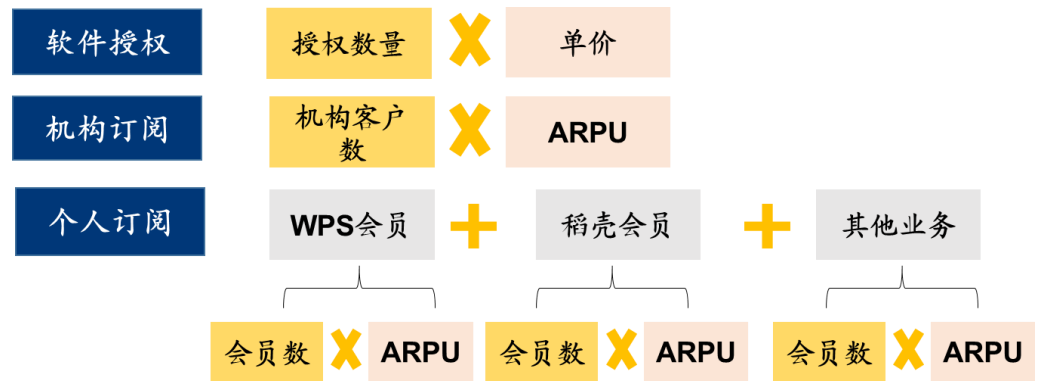 软件授权
授权数量
单价
机构订阅
机构客户
数
ARPU
个人订阅
WPS会员
稻壳会员
其他业务
会员数
ARPU
会员数
ARPU
会员数
ARPU